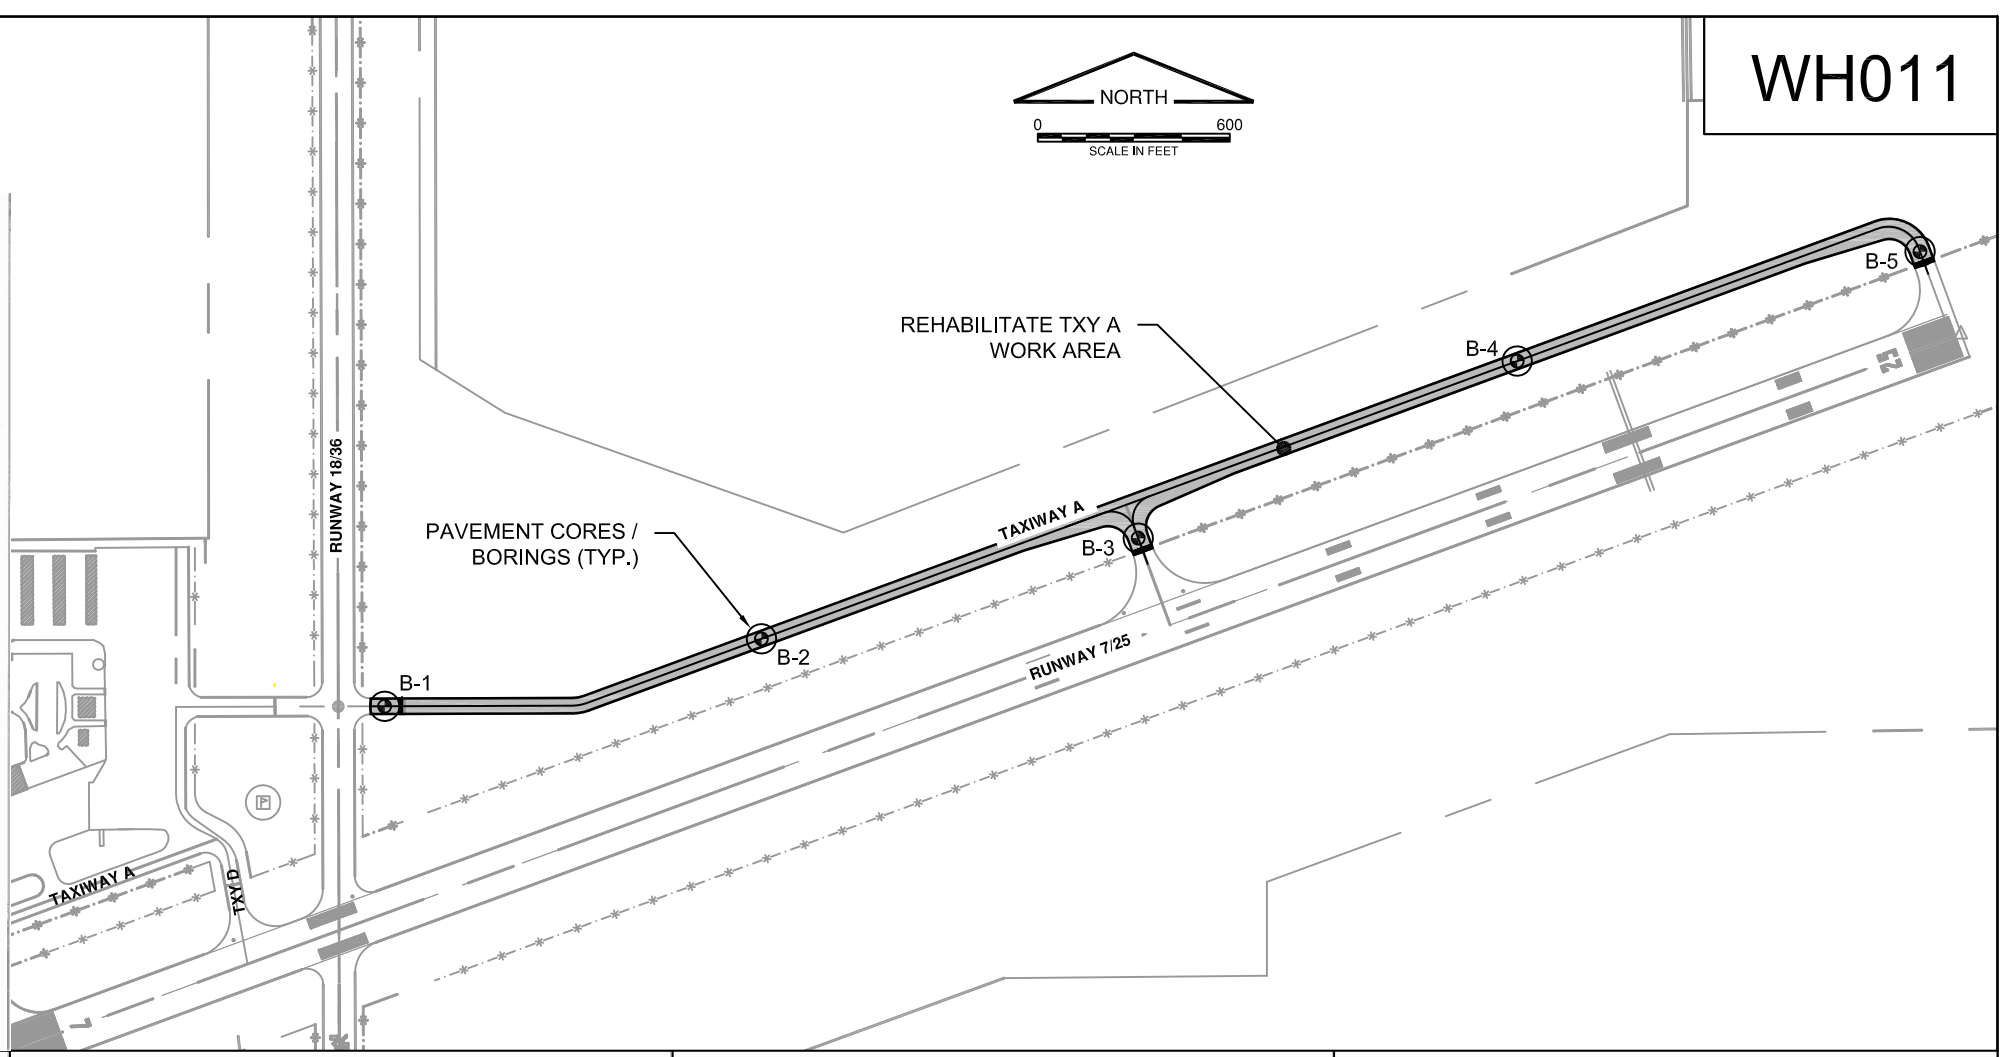 WH011
NORTH
0 600
SCALE IN FEET
B-5
REHABILITATE TXY A
WORK AREA
B-4
25
RUNWAY 18/36
TAXIWAY A
PAVEMENT CORES /
BORINGS (TYP.)
B-3
B-2
RUNWAY 7/25
B-1
TAXIWAY A
TXY D
7